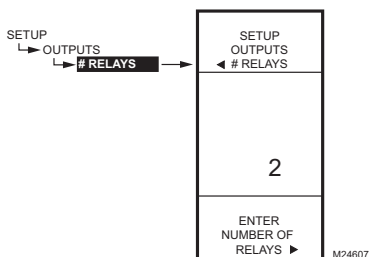 SETUP
OUTPUTS
# RELAYS
SETUP
OUTPUTS
◄ # RELAYS
2
ENTER
NUMBER OF
RELAYS ►
M24607